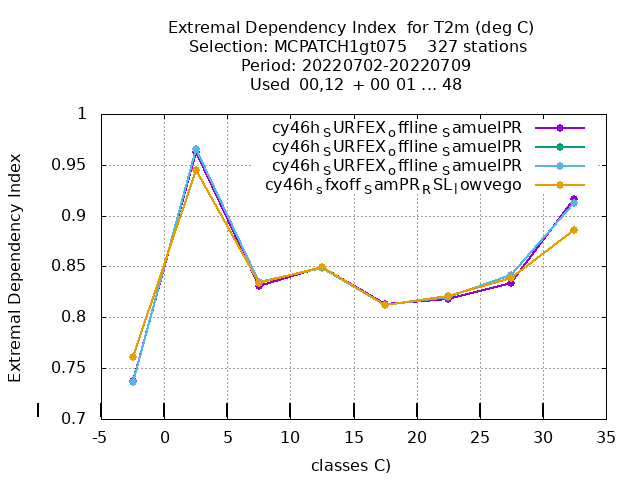 Extremal Dependency Index for T2m (deg C)
Selection: MCPATCH1gt075 327 stations
Period: 20220702-20220709
Used 00,12 + 00 01 ... 48
cy46h_SURFEX_offline_SamuelPR
cy46h_SURFEX_offline_SamuelPR
cy46h_SURFEX_offline_SamuelPR
cy46h_sfxoff_SamPR_RSL_lowvego
Extremal Dependency Index
1
0.95
0.9
0.85
0.8
0.75
0.7
-5 0 5 10 15 20 25 30 35
classes C)